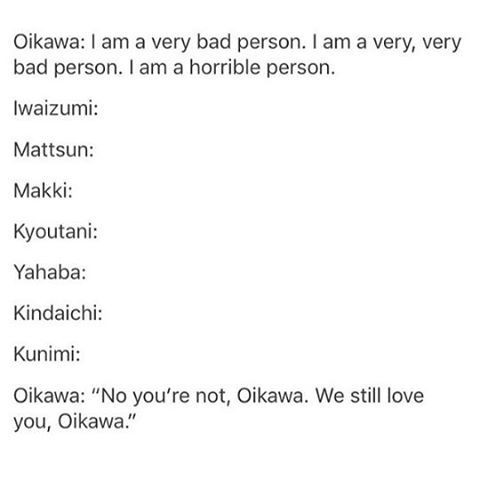 Oikawa: I am a very bad person. I am a very, very
bad person. I am a horrible person.
Iwaizumi:
Mattsun:
Makki:
Kyoutani:
Yahaba:
Kindaichi:
Kunimi:
Oikawa: “No you’re not, Oikawa. We still love
you, Oikawa.”